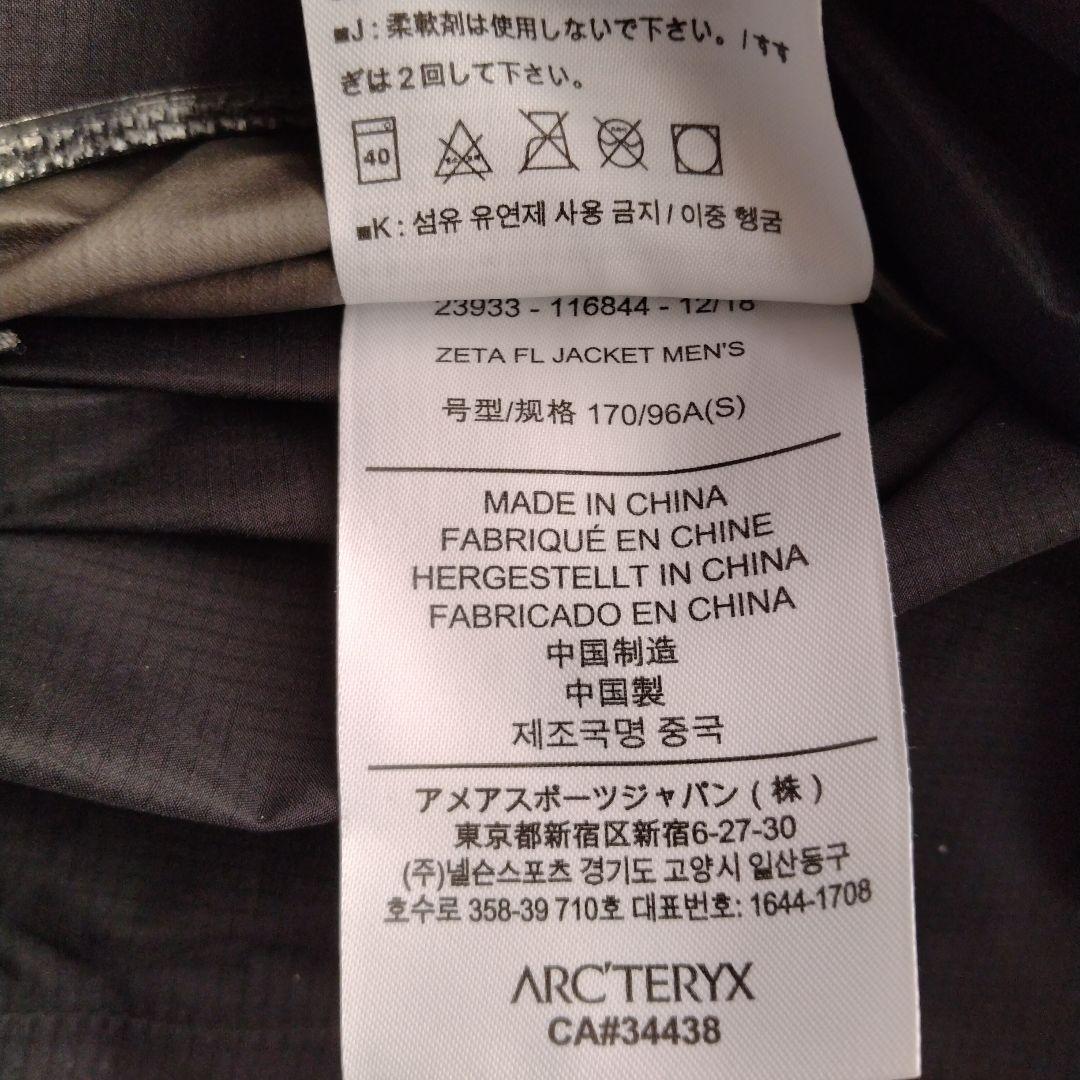 ■J：柔軟剤は使用しないで下さい。/すす
ぎは2回して下さい。
40
■K : 섬유 유연제 사용 금지 / 이중 헹굼
23933 - 116844 - 12/18
ZETA FL JACKET MEN'S
号型/规格 170/96A(S)
MADE IN CHINA
FABRIQUÉ EN CHINE
HERGESTELLT IN CHINA
FABRICADO EN CHINA
中国制造
中国製
제조국명 중국
アメアスポーツジャパン（株）
東京都新宿区新宿6-27-30
(주)넬슨스포츠 경기도 고양시 일산동구
호수로 358-39 710호 대표번호: 1644-1708
ARC'TERYX
CA#34438